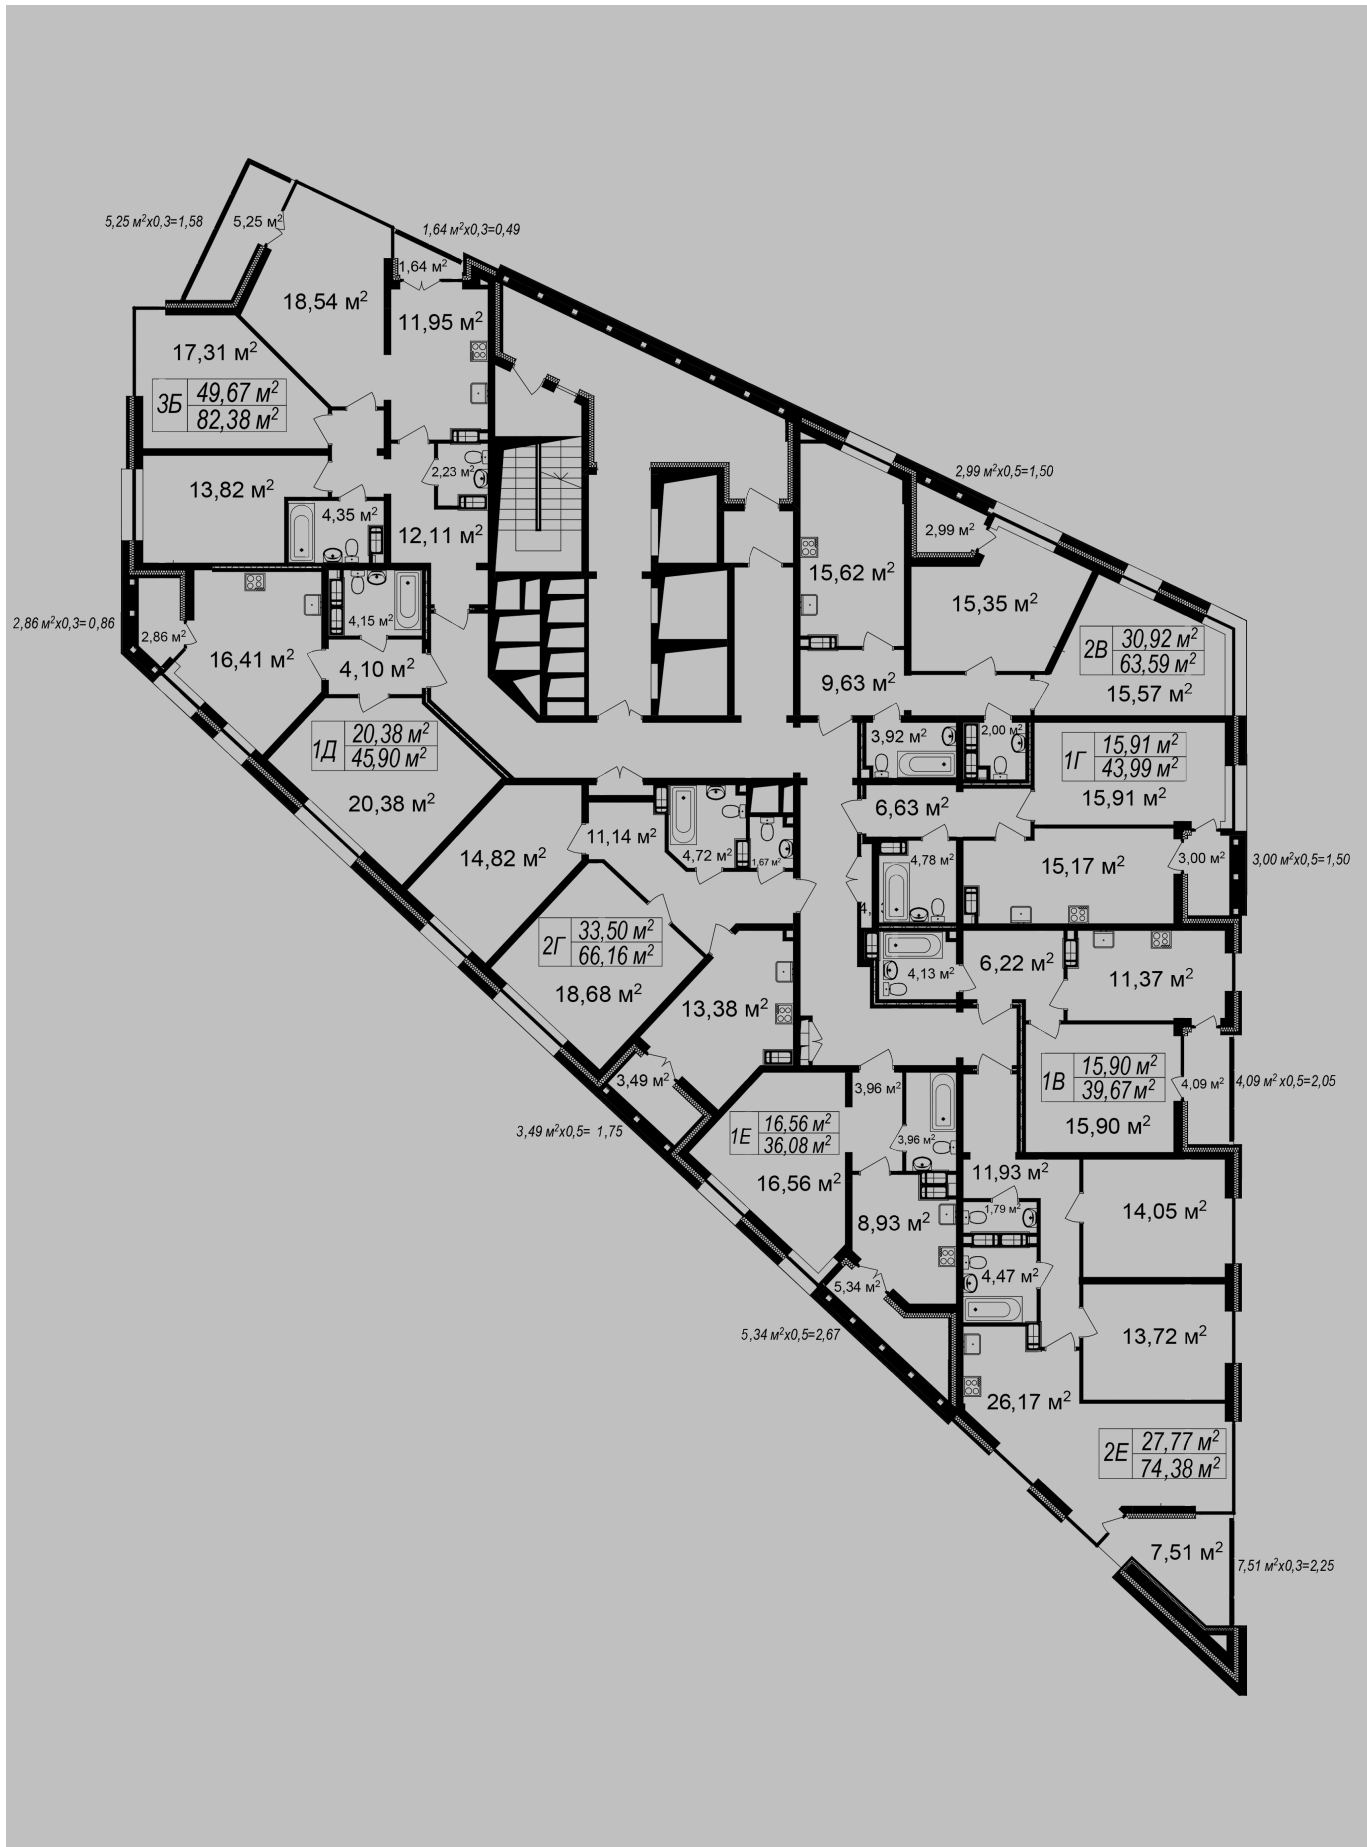 5,25 м²х0,3=1,58
5,25 м²
1,64 м²х0,3=0,49
1,64 м²
18,54 м²
11,95 м²
17,31 м²
3Б
49,67 м²
82,38 м²
2,23 м²
13,82 м²
4,35 м²
12,11 м²
2,99 м²х0,5=1,50
2,99 м²
15,62 м²
15,35 м²
2,86 м²х0,3= 0,86
2,86 м²
4,15 м²
16,41 м²
4,10 м²
9,63 м²
2В
30,92 м²
63,59 м²
15,57 м²
1Д
20,38 м²
45,90 м²
20,38 м²
3,92 м²
2,00 м²
1Г
15,91 м²
43,99 м²
15,91 м²
6,63 м²
14,82 м²
11,14 м²
4,72 м²
1,67 м²
4,78 м²
15,17 м²
3,00 м²
3,00 м²х0,5=1,50
4,
2Г
33,50 м²
66,16 м²
18,68 м²
13,38 м²
4,13 м²
6,22 м²
11,37 м²
3,49 м²
3,49 м²х0,5= 1,75
1В
15,90 м²
39,67 м²
15,90 м²
4,09 м²
4,09 м²х0,5=2,05
3,96 м²
1Е
16,56 м²
36,08 м²
3,96 м²
16,56 м²
8,93 м²
11,93 м²
1,79 м²
14,05 м²
4,47 м²
5,34 м²
5,34 м²х0,5=2,67
13,72 м²
26,17 м²
2Е
27,77 м²
74,38 м²
7,51 м²
7,51 м²х0,3=2,25